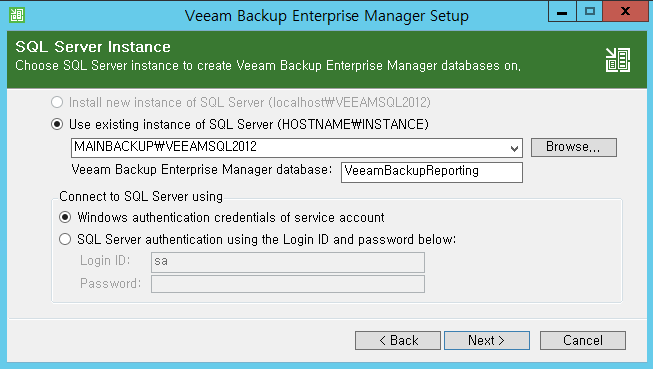 Veeam Backup Enterprise Manager Setup
SQL Server Instance
Choose SQL Server instance to create Veeam Backup Enterprise Manager databases on.
Install new instance of SQL Server (localhost₩VEEAMSQL2012)
Use existing instance of SQL Server (HOSTNAME₩INSTANCE)
MAINBACKUP₩VEEAMSQL2012
Browse...
Veeam Backup Enterprise Manager database:
VeeamBackupReporting
Connect to SQL Server using
Windows authentication credentials of service account
SQL Server authentication using the Login ID and password below:
Login ID:
sa
Password:
< Back
Next >
Cancel